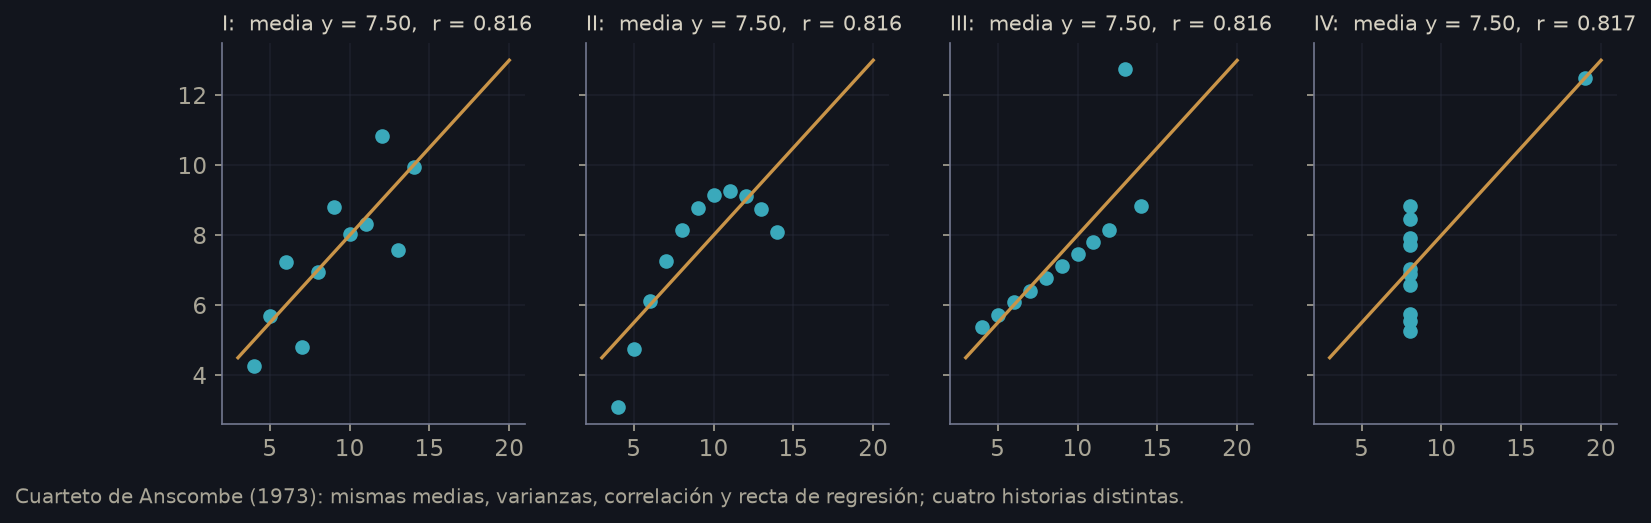 I:  media y = 7.50,  r = 0.816
II:  media y = 7.50,  r = 0.816
III:  media y = 7.50,  r = 0.816
IV:  media y = 7.50,  r = 0.817
12
10
8
6
4
5 10 15 20
5 10 15 20
5 10 15 20
5 10 15 20
Cuarteto de Anscombe (1973): mismas medias, varianzas, correlación y recta de regresión; cuatro historias distintas.